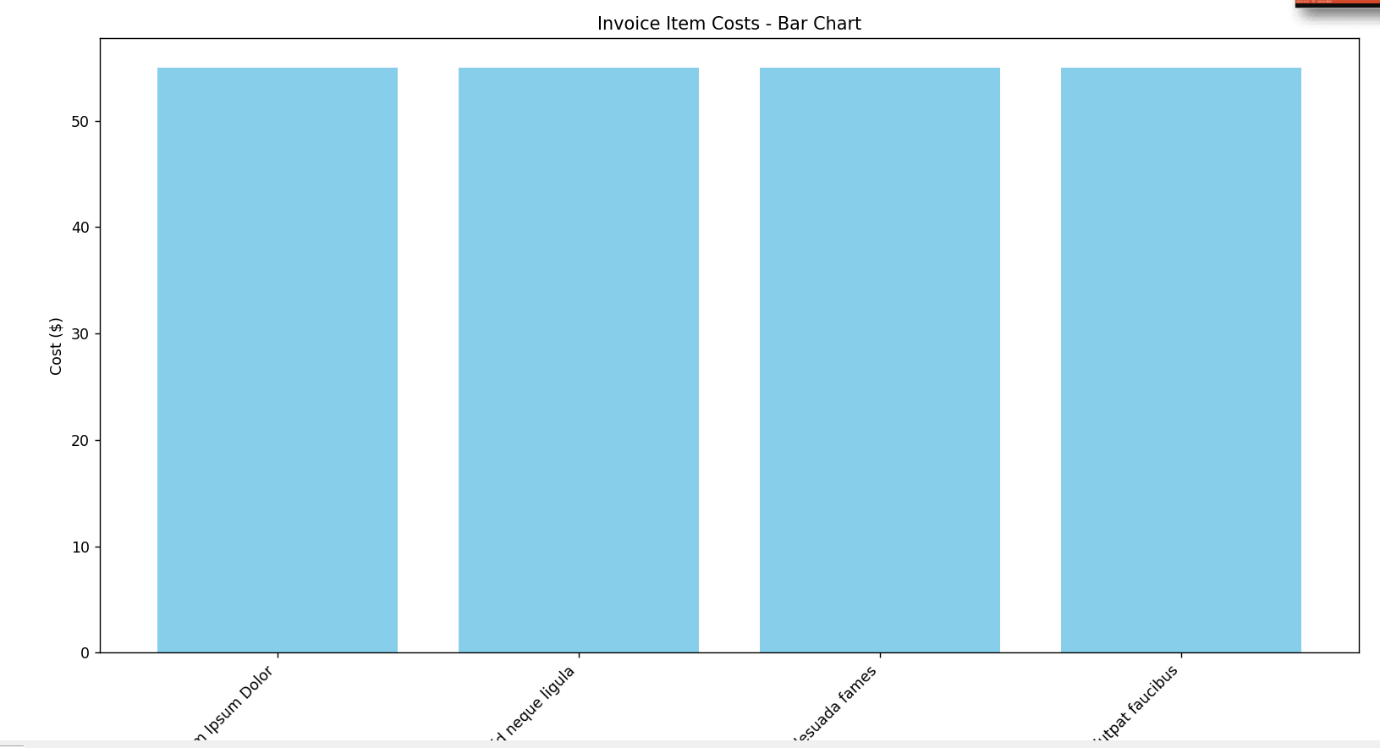 Invoice Item Costs - Bar Chart
50
40
30
20
10
0
Cost ($)
Ipsum Dolor
neque ligula
fames
faucibus